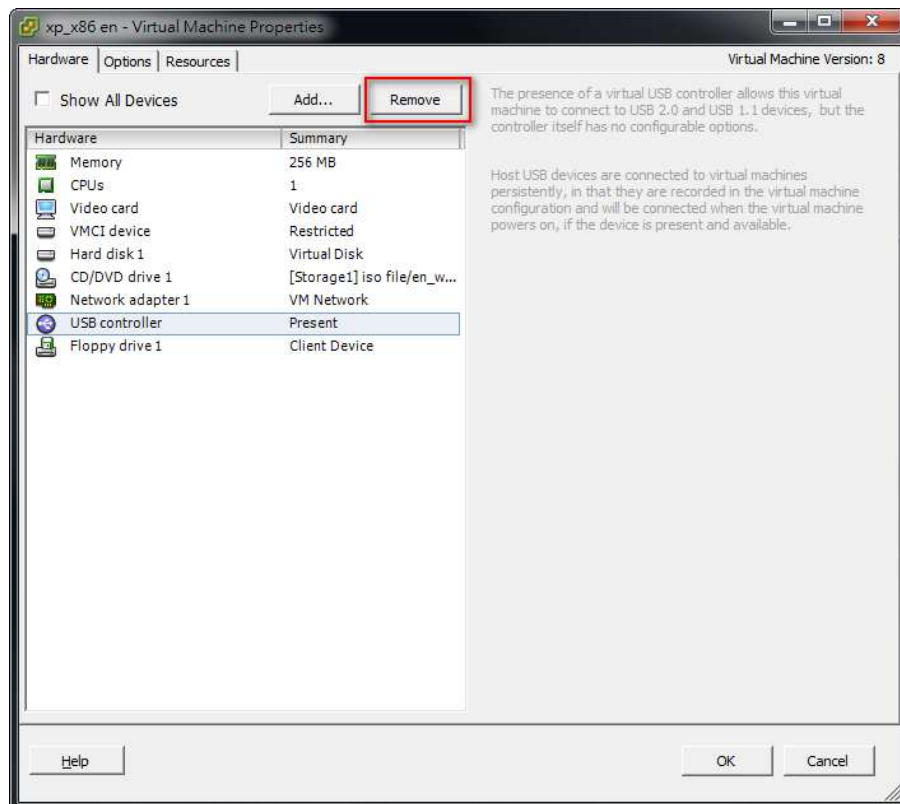 xp_x86 en - Virtual Machine Properties
Hardware Options Resources Virtual Machine Version: 8
Show All Devices Add... Remove
Hardware Summary
Memory 256 MB
CPUs 1
Video card Video card
VMCI device Restricted
Hard disk 1 Virtual Disk
CD/DVD drive 1 [Storage1] iso file/en_w...
Network adapter 1 VM Network
USB controller Present
Floppy drive 1 Client Device
The presence of a virtual USB controller allows this virtual
machine to connect to USB 2.0 and USB 1.1 devices, but the
controller itself has no configurable options.
Host USB devices are connected to virtual machines
persistently, in that they are recorded in the virtual machine
configuration and will be connected when the virtual machine
powers on, if the device is present and available.
Help OK Cancel